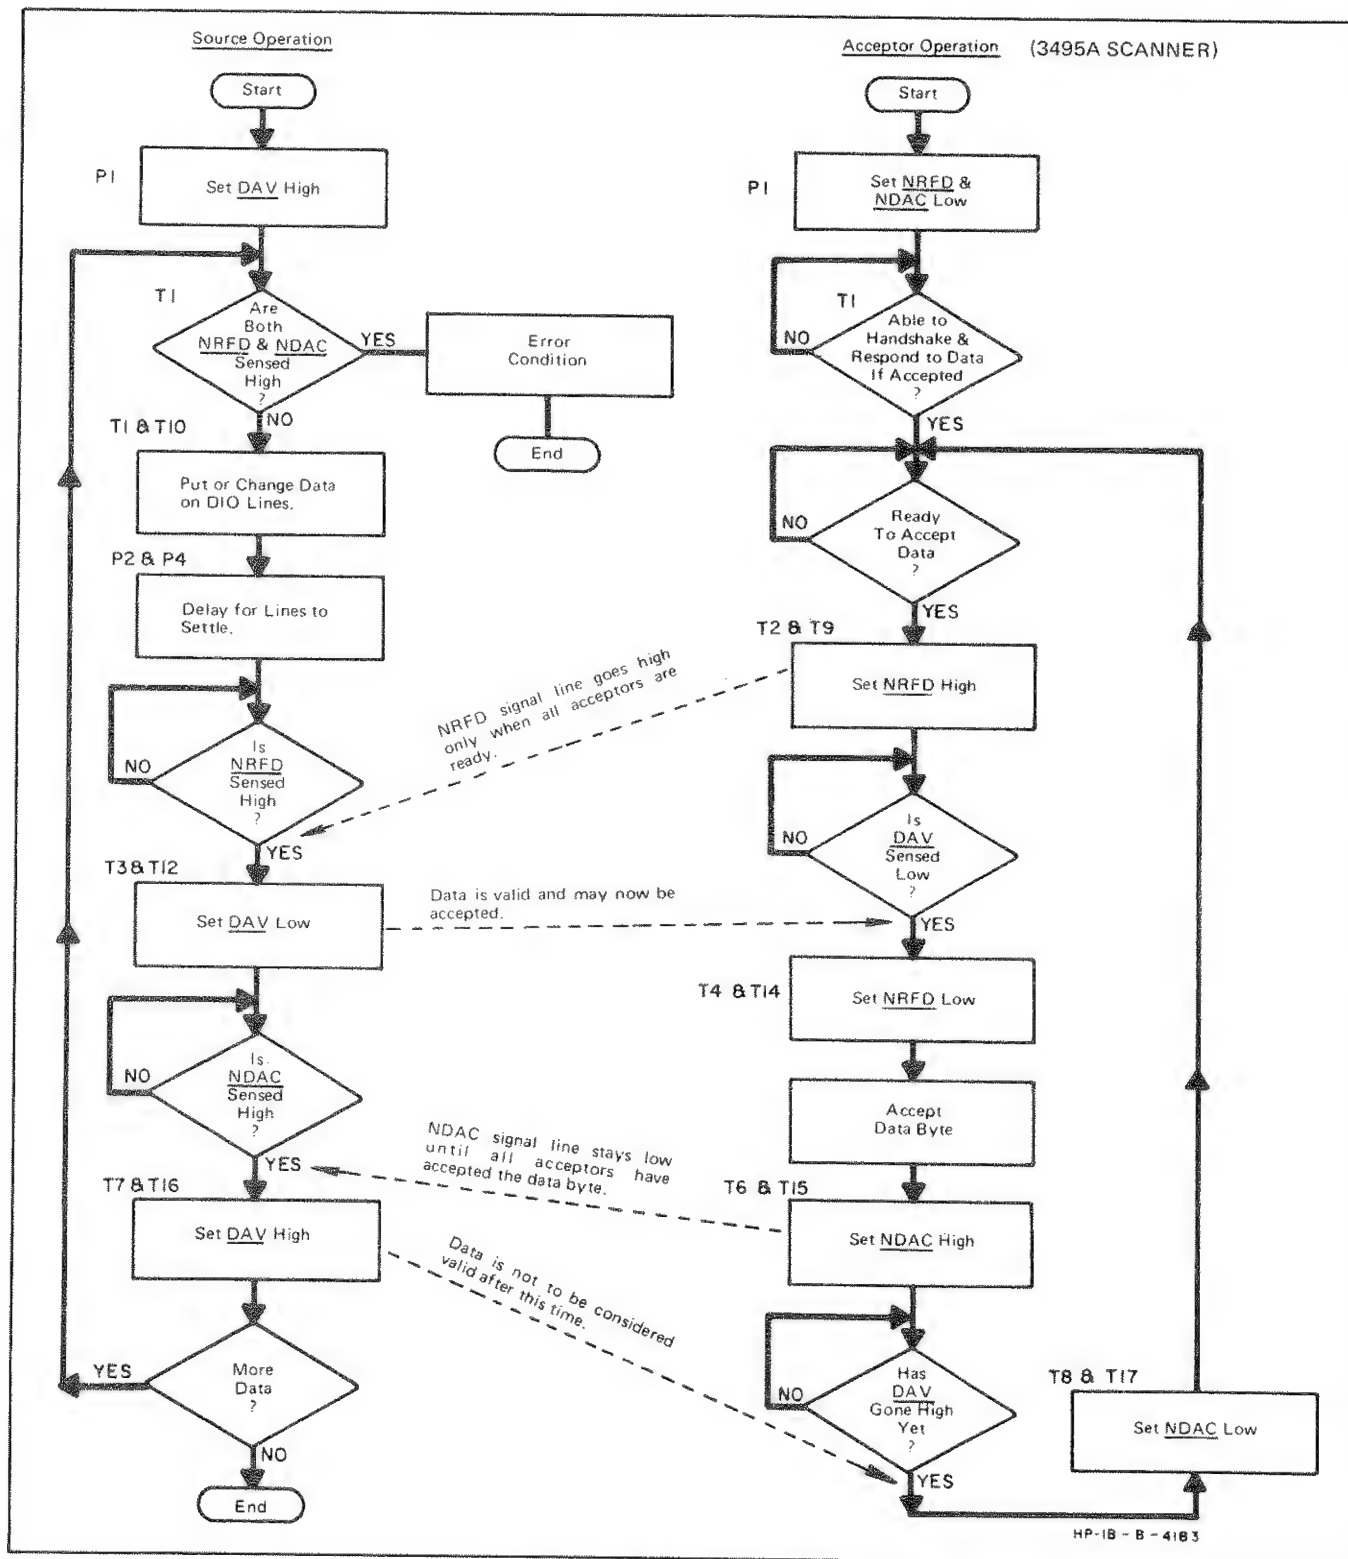 Source Operation
Start
P1
Set DAV High
T1
Are
Both
NRFD & NDAC
Sensed
High
?
YES
Error
Condition
End
NO
T1 & T10
Put or Change Data
on DIO Lines.
P2 & P4
Delay for Lines to
Settle.
Is
NRFD
Sensed
High
?
NO
YES
T3 & T12
Set DAV Low
Is
NDAC
Sensed
High
?
NO
YES
T7 & T16
Set DAV High
More
Data
?
YES
NO
End
NRFD signal line goes high
only when all acceptors are
ready.
Data is valid and may now be
accepted.
NDAC signal line stays low
until all acceptors have
accepted the data byte.
Data is not to be considered
valid after this time.
Acceptor Operation (3495A SCANNER)
Start
P1
Set NRFD &
NDAC Low
T1
Able to
Handshake &
Respond to Data
If Accepted
?
NO
YES
Ready
To Accept
Data
?
NO
YES
T2 & T9
Set NRFD High
Is
DAV
Sensed
Low
?
NO
YES
T4 & T14
Set NRFD Low
Accept
Data Byte
T6 & T15
Set NDAC High
Has
DAV
Gone High
Yet
?
NO
YES
T8 & T17
Set NDAC Low
HP-IB - B - 4183